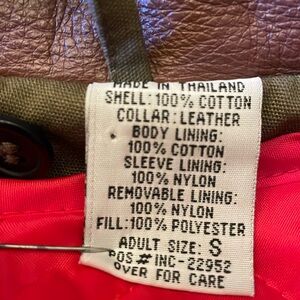 MADE IN THAILAND
SHELL: 100% COTTON
COLLAR: LEATHER
BODY LINING:
100% COTTON
SLEEVE LINING:
100% NYLON
REMOVABLE LINING:
100% NYLON
FILL: 100% POLYESTER
ADULT SIZE: S
POS # INC-22952
OVER FOR CARE